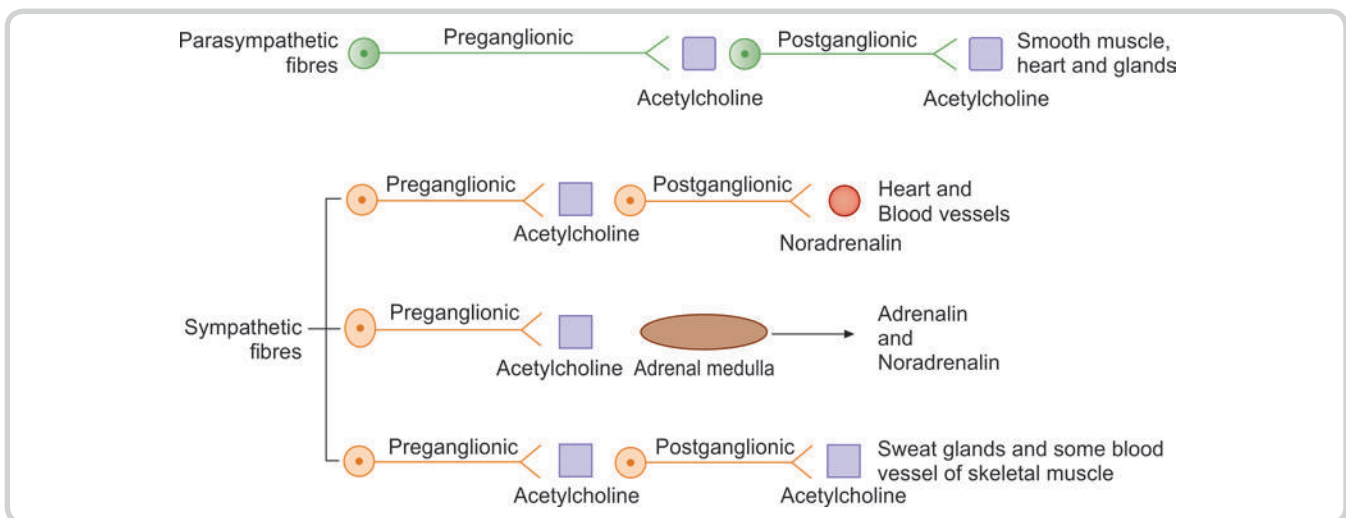 Parasympathetic
fibres
Preganglionic
Acetylcholine
Postganglionic
Acetylcholine
Smooth muscle,
heart and glands
Sympathetic
fibres
Preganglionic
Acetylcholine
Postganglionic
Noradrenalin
Heart and
Blood vessels
Preganglionic
Acetylcholine
Adrenal medulla
Adrenalin
and
Noradrenalin
Preganglionic
Acetylcholine
Postganglionic
Acetylcholine
Sweat glands and some blood
vessel of skeletal muscle